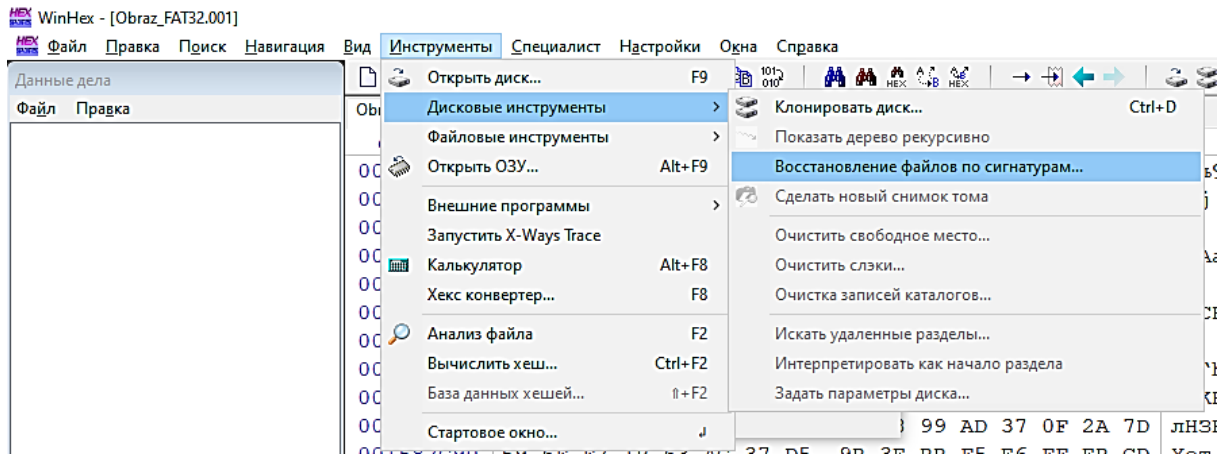 WinHex - [Obraz_FAT32.001]
Файл Правка Поиск Навигация Вид Инструменты Специалист Настройки Окна Справка
Данные дела
Файл Правка
Открыть диск... F9
Дисковые инструменты
Файловые инструменты
Открыть ОЗУ... Alt+F9
Внешние программы
Запустить X-Ways Trace
Калькулятор Alt+F8
Хекс конвертер... F8
Анализ файла F2
Вычислить хеш... Ctrl+F2
База данных хешей... ⇧+F2
Стартовое окно... ↲
Клонировать диск... Ctrl+D
Показать дерево рекурсивно
Восстановление файлов по сигнатурам...
Сделать новый снимок тома
Очистить свободное место...
Очистить слэки...
Очистка записей каталогов...
Искать удаленные разделы...
Интерпретировать как начало раздела
Задать параметры диска...
99 AD 37 0F 2A 7D